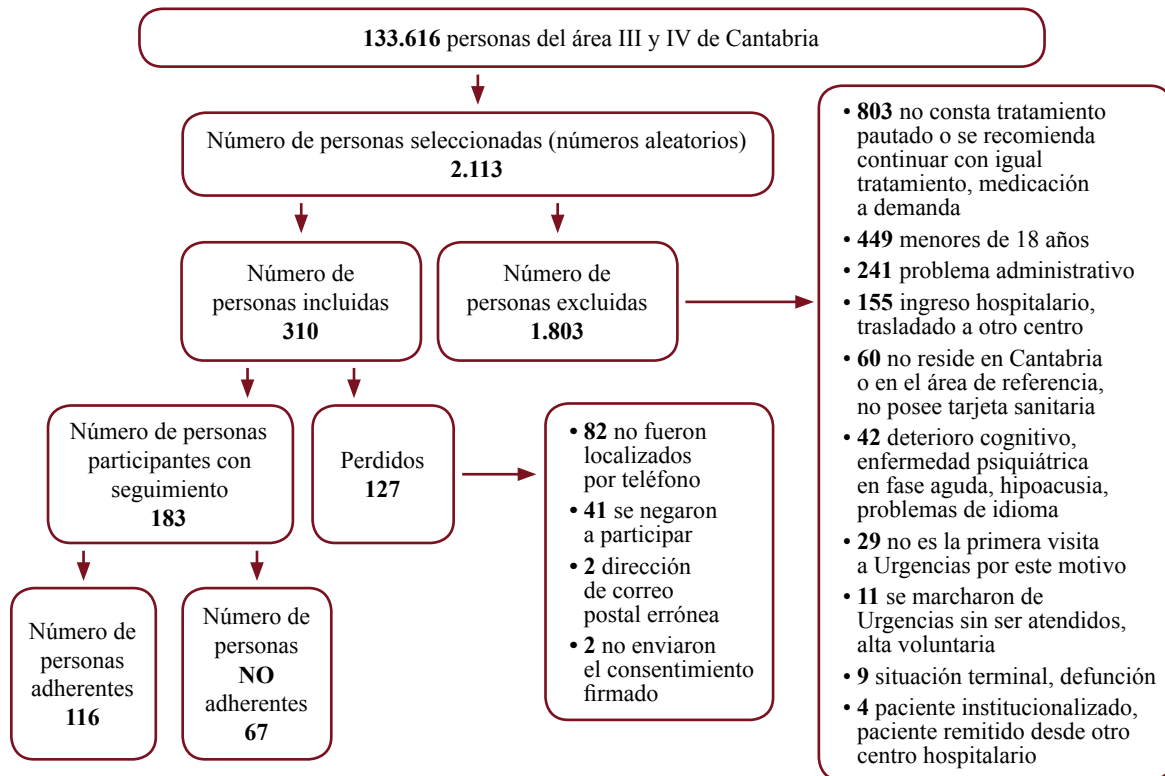 133.616 personas del área III y IV de Cantabria
Número de personas seleccionadas (números aleatorios)
2.113
Número de
personas incluidas
310
Número de
personas excluidas
1.803
• 803 no consta tratamiento
pautado o se recomienda
continuar con igual
tratamiento, medicación
a demanda
• 449 menores de 18 años
• 241 problema administrativo
• 155 ingreso hospitalario,
trasladado a otro centro
• 60 no reside en Cantabria
o en el área de referencia,
no posee tarjeta sanitaria
• 42 deterioro cognitivo,
enfermedad psiquiátrica
en fase aguda, hipoacusia,
problemas de idioma
• 29 no es la primera visita
a Urgencias por este motivo
• 11 se marcharon de
Urgencias sin ser atendidos,
alta voluntaria
• 9 situación terminal, defunción
• 4 paciente institucionalizado,
paciente remitido desde otro
centro hospitalario
Número de personas
participantes con
seguimiento
183
Perdidos
127
• 82 no fueron
localizados
por teléfono
• 41 se negaron
a participar
• 2 dirección
de correo
postal errónea
• 2 no enviaron
el consentimiento
firmado
Número de
personas
adherentes
116
Número de
personas
NO
adherentes
67